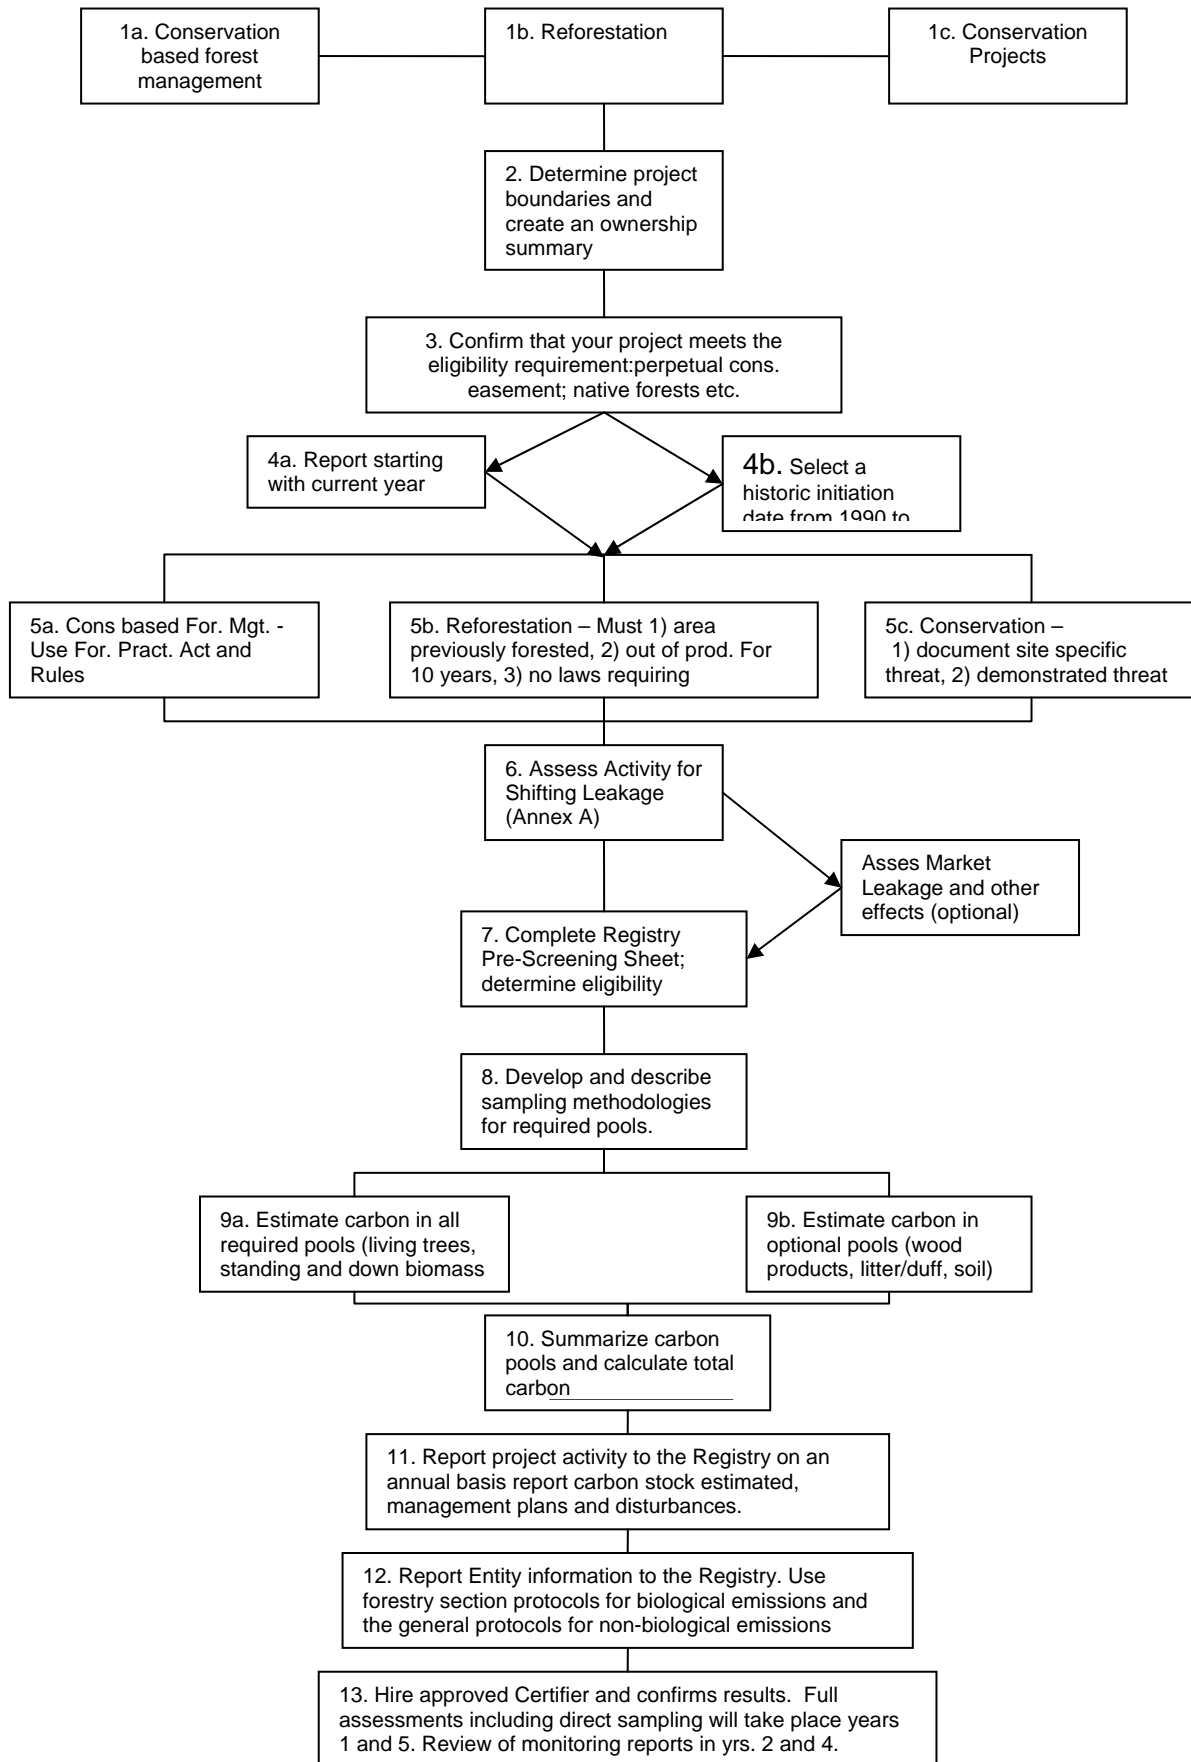 1a. Conservation
based forest
management
1b. Reforestation
1c. Conservation
Projects
2. Determine project
boundaries and
create an ownership
summary
3. Confirm that your project meets the
eligibility requirement:perpetual cons.
easement; native forests etc.
4a. Report starting
with current year
4b. Select a
historic initiation
date from 1990 to
5a. Cons based For. Mgt. -
Use For. Pract. Act and
Rules
5b. Reforestation – Must 1) area
previously forested, 2) out of prod. For
10 years, 3) no laws requiring
5c. Conservation –
1) document site specific
threat, 2) demonstrated threat
6. Assess Activity for
Shifting Leakage
(Annex A)
Asses Market
Leakage and other
effects (optional)
7. Complete Registry
Pre-Screening Sheet;
determine eligibility
8. Develop and describe
sampling methodologies
for required pools.
9a. Estimate carbon in all
required pools (living trees,
standing and down biomass
9b. Estimate carbon in
optional pools (wood
products, litter/duff, soil)
10. Summarize carbon
pools and calculate total
carbon
11. Report project activity to the Registry on an
annual basis report carbon stock estimated,
management plans and disturbances.
12. Report Entity information to the Registry. Use
forestry section protocols for biological emissions and
the general protocols for non-biological emissions
13. Hire approved Certifier and confirms results.  Full
assessments including direct sampling will take place years
1 and 5. Review of monitoring reports in yrs. 2 and 4.